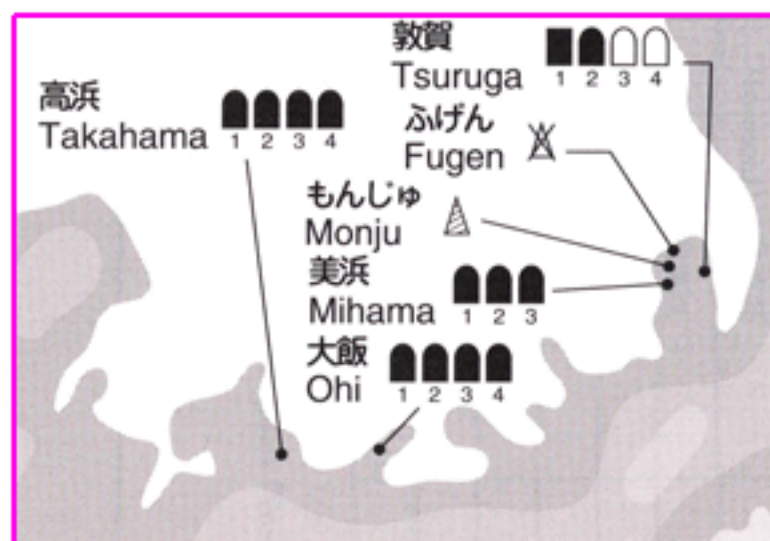 敦賀
Tsuruga
1 2 3 4
高浜
Takahama
1 2 3 4
ふげん
Fugen
もんじゅ
Monju
美浜
Mihama
1 2 3
大飯
Ohi
1 2 3 4